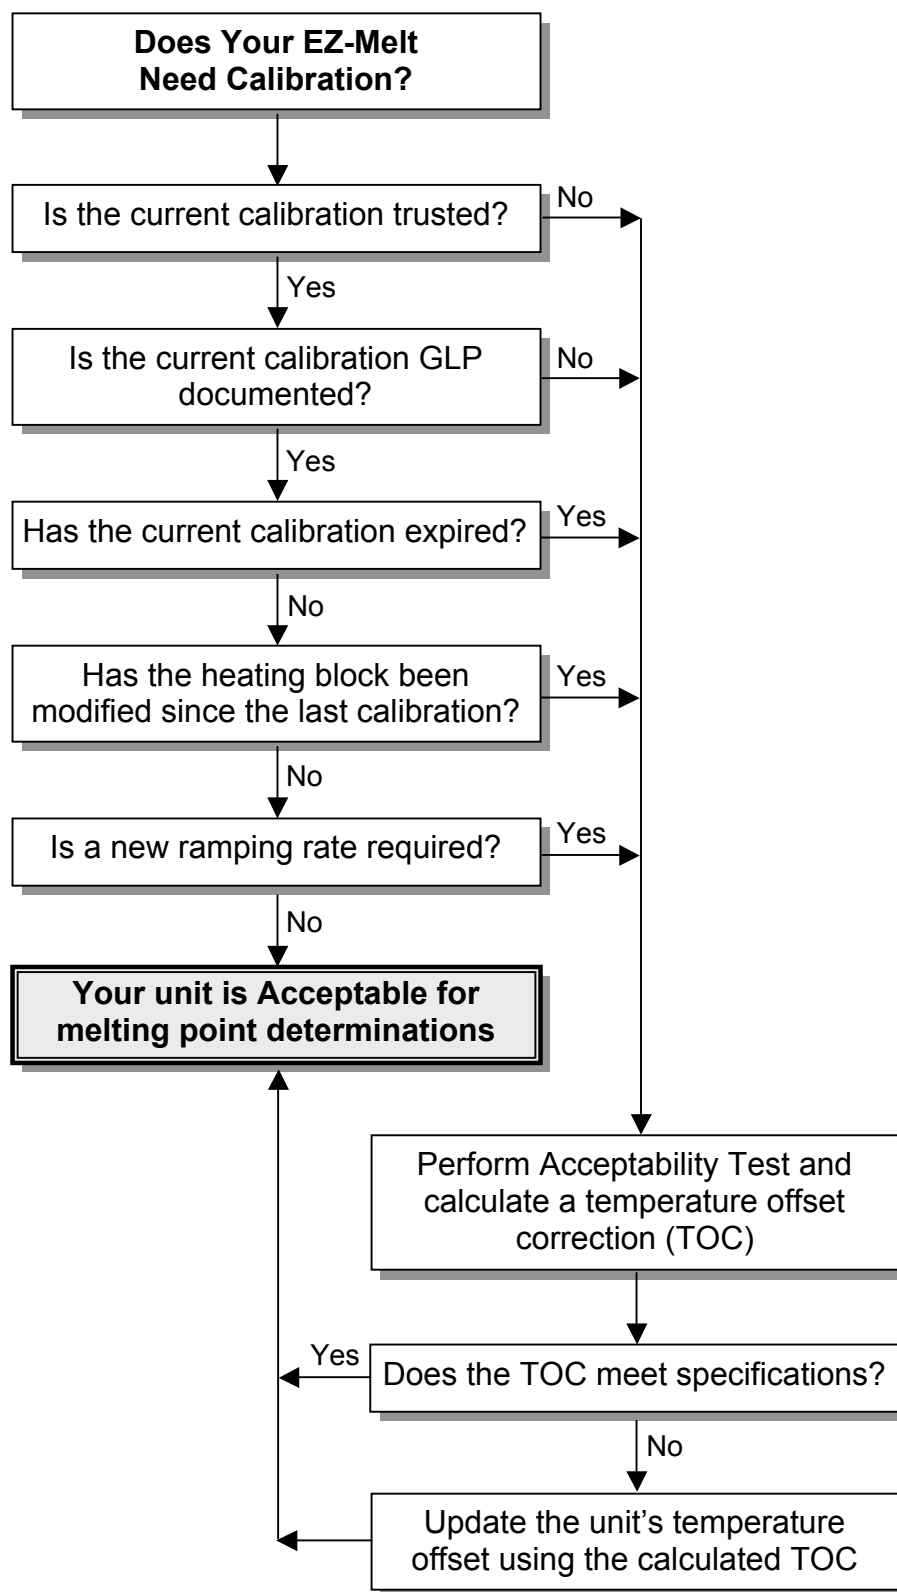 Does Your EZ-Melt
Need Calibration?
Is the current calibration trusted?
No
Yes
Is the current calibration GLP
documented?
No
Yes
Has the current calibration expired?
Yes
No
Has the heating block been
modified since the last calibration?
Yes
No
Is a new ramping rate required?
Yes
No
Your unit is Acceptable for
melting point determinations
Perform Acceptability Test and
calculate a temperature offset
correction (TOC)
Yes
Does the TOC meet specifications?
No
Update the unit’s temperature
offset using the calculated TOC